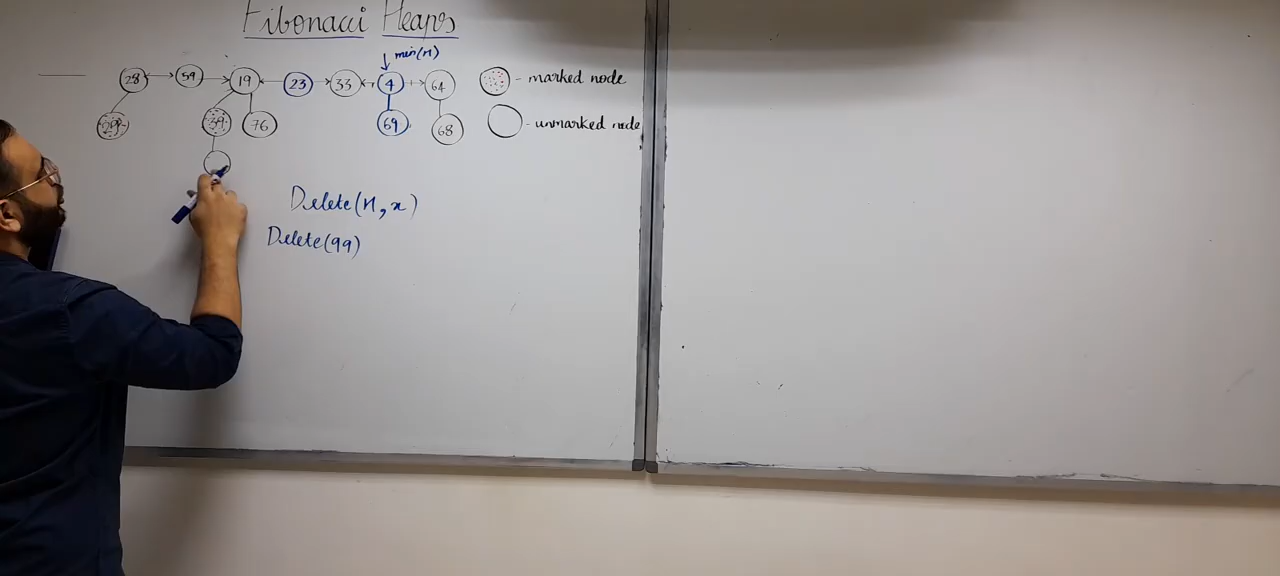 Fibonacci Heaps
min(H)
28 59 19 23 33 4 64 - marked node
39 76 69 68 - unmarked node
Delete(H, x)
Delete(99)